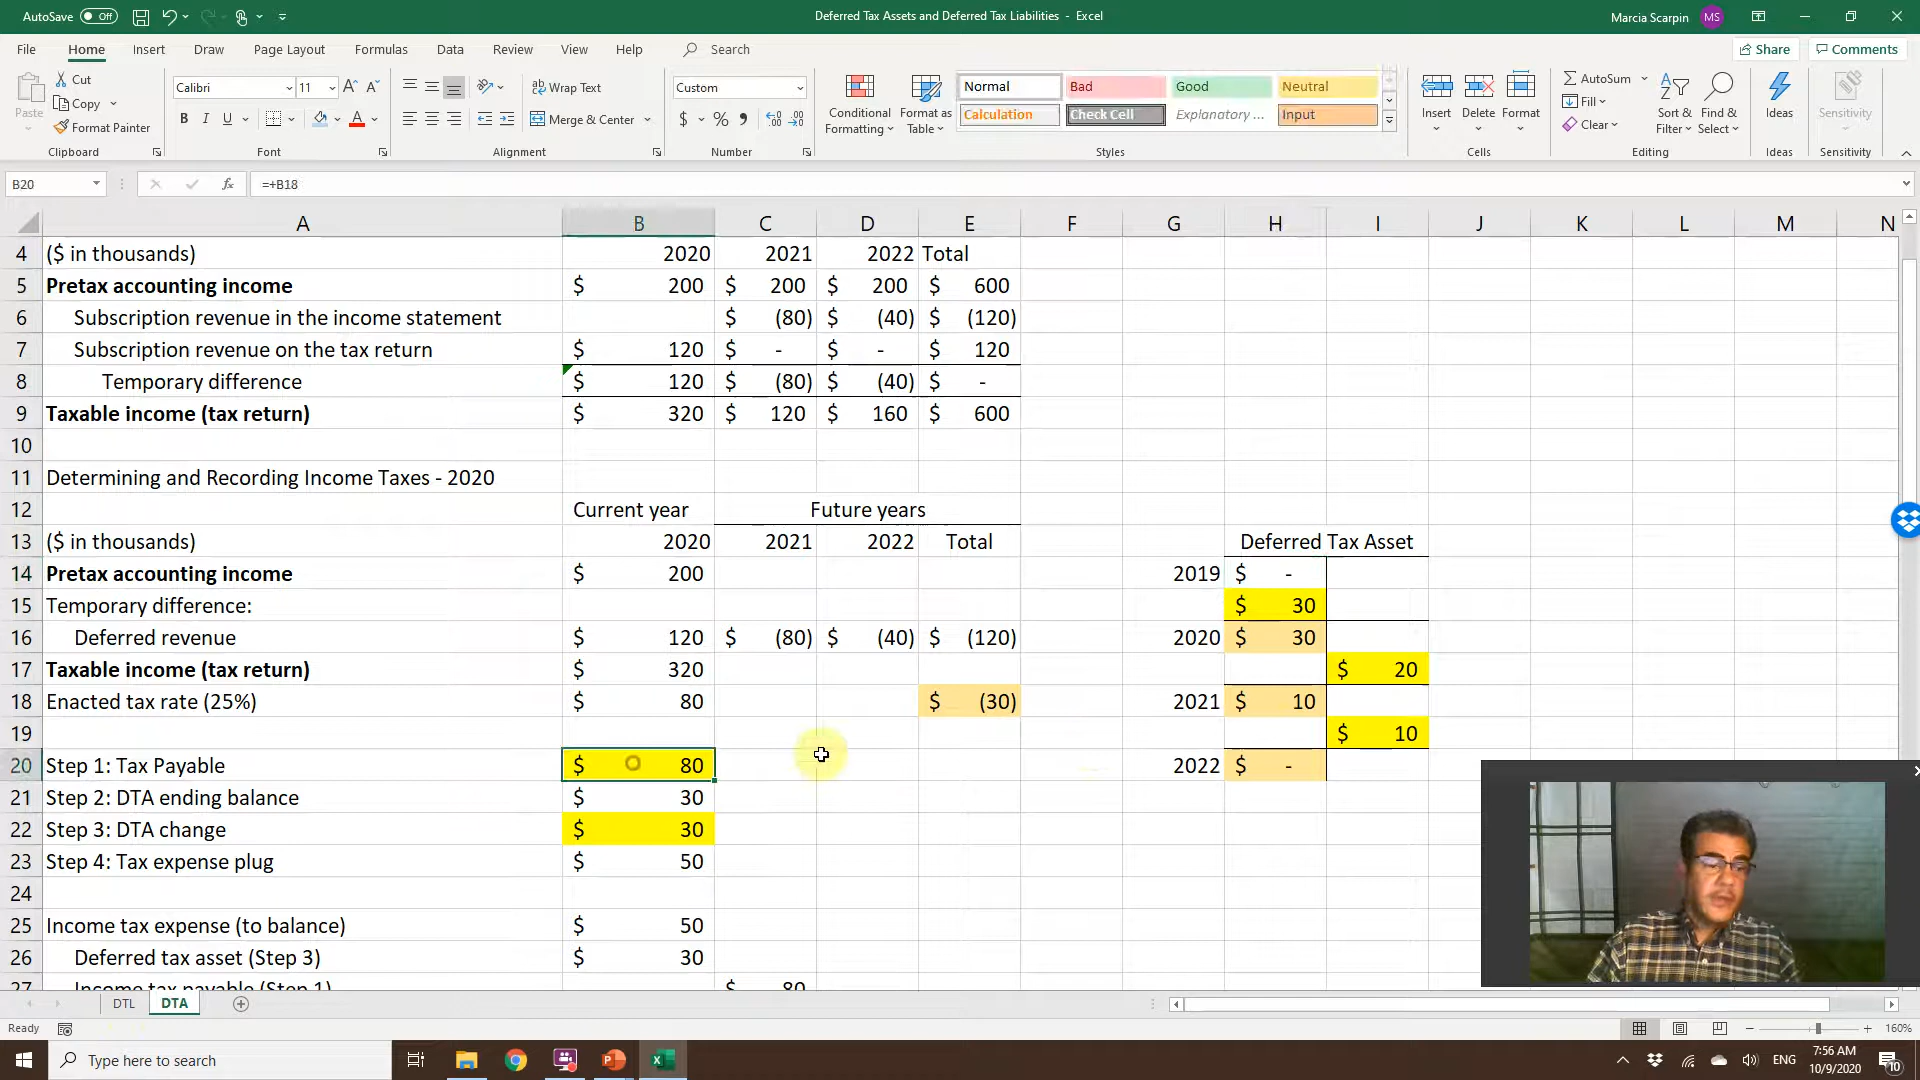 AutoSave Off
Deferred Tax Assets and Deferred Tax Liabilities - Excel
Marcia Scarpin MS
File Home Insert Draw Page Layout Formulas Data Review View Help Search
Share Comments
Paste Cut
Copy
Format Painter
Clipboard
Calibri 11
B I U
Font
Wrap Text
Merge & Center
Alignment
Custom
$ % ,
Number
Conditional Formatting
Format as Table
Normal Bad Good Neutral
Calculation Check Cell Explanatory ... Input
Styles
Insert Delete Format
Cells
AutoSum
Fill
Clear
Sort & Filter
Find & Select
Editing
Ideas
Ideas
Sensitivity
Sensitivity
B20 fx =+B18
A B C D E F G H I J K L M N
4 ($ in thousands) 2020 2021 2022 Total
5 Pretax accounting income $ 200 $ 200 $ 200 $ 600
6 Subscription revenue in the income statement $ (80) $ (40) $ (120)
7 Subscription revenue on the tax return $ 120 $ - $ - $ 120
8 Temporary difference $ 120 $ (80) $ (40) $ -
9 Taxable income (tax return) $ 320 $ 120 $ 160 $ 600
10
11 Determining and Recording Income Taxes - 2020
12 Current year Future years
13 ($ in thousands) 2020 2021 2022 Total Deferred Tax Asset
14 Pretax accounting income $ 200 2019 $ -
15 Temporary difference: $ 30
16 Deferred revenue $ 120 $ (80) $ (40) $ (120) 2020 $ 30
17 Taxable income (tax return) $ 320 $ 20
18 Enacted tax rate (25%) $ 80 $ (30) 2021 $ 10
19 $ 10
20 Step 1: Tax Payable $ 80 2022 $ -
21 Step 2: DTA ending balance $ 30
22 Step 3: DTA change $ 30
23 Step 4: Tax expense plug $ 50
24
25 Income tax expense (to balance) $ 50
26 Deferred tax asset (Step 3) $ 30
27 Income tax payable (Step 1) $ 80
DTL DTA
Ready
160%
Type here to search
ENG
7:56 AM
10/9/2020
10